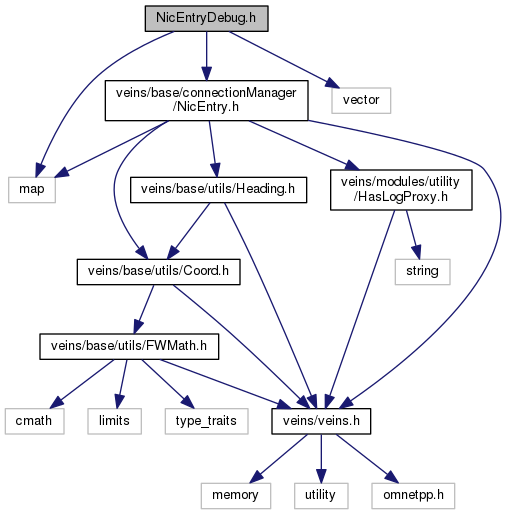 NicEntryDebug.h
veins/base/connectionManager
/NicEntry.h
vector
map
veins/base/utils/Heading.h
veins/modules/utility
/HasLogProxy.h
veins/base/utils/Coord.h
string
veins/base/utils/FWMath.h
cmath
limits
type_traits
veins/veins.h
memory
utility
omnetpp.h